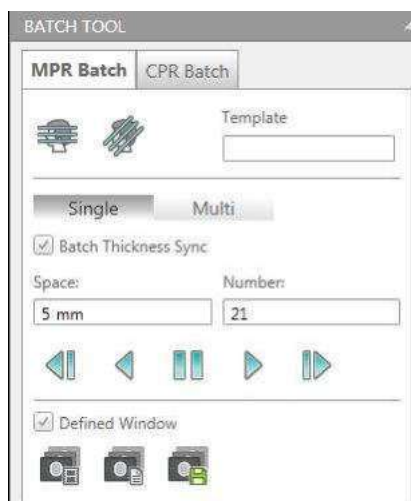 BATCH TOOL
MPR Batch CPR Batch
Template
Single Multi
Batch Thickness Sync
Space: Number:
5 mm 21
Defined Window